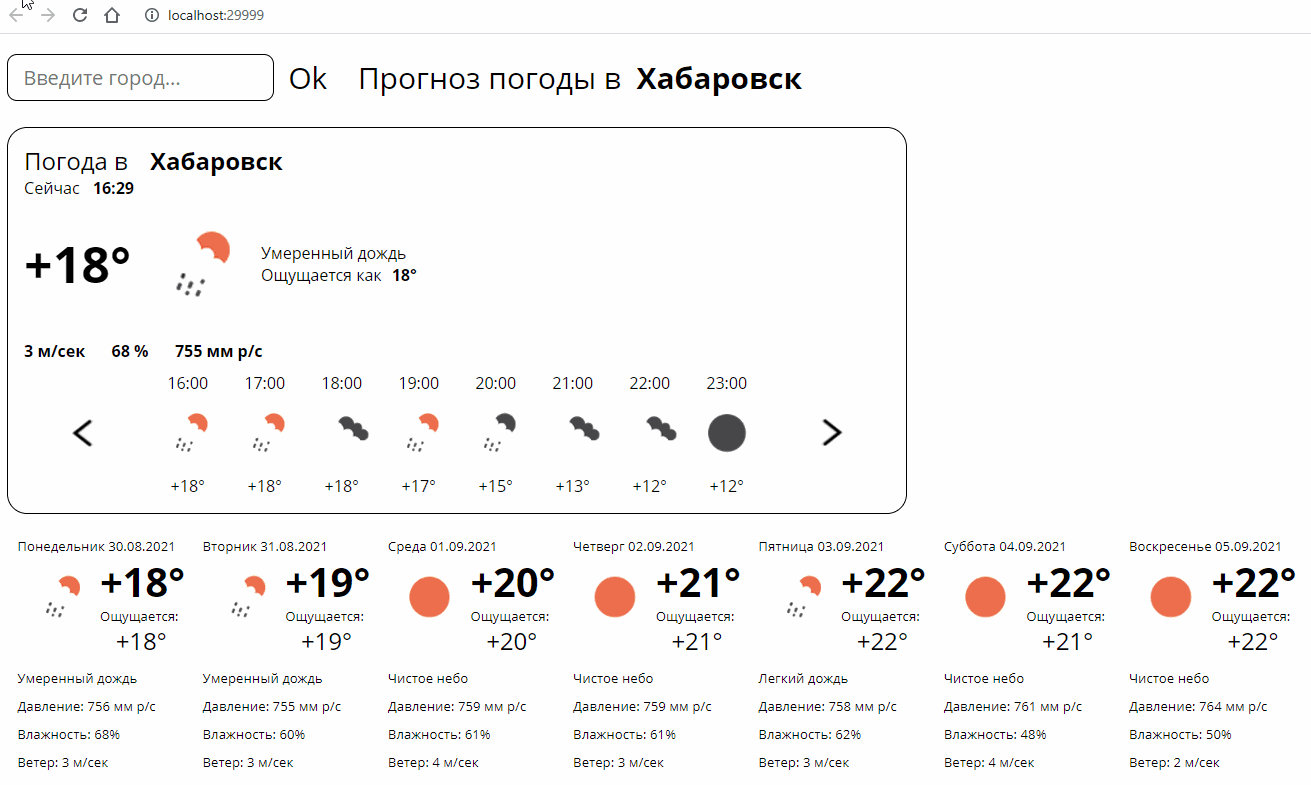 localhost:29999
Введите город... Ok Прогноз погоды в Хабаровск
Погода в Хабаровск
Сейчас 16:29
+18°
Умеренный дождь
Ощущается как 18°
3 м/сек 68 % 755 мм р/с
16:00 17:00 18:00 19:00 20:00 21:00 22:00 23:00
+18° +18° +18° +17° +15° +13° +12° +12°
Понедельник 30.08.2021 Вторник 31.08.2021 Среда 01.09.2021 Четверг 02.09.2021 Пятница 03.09.2021 Суббота 04.09.2021 Воскресенье 05.09.2021
+18° +19° +20° +21° +22° +22° +22°
Ощущается: Ощущается: Ощущается: Ощущается: Ощущается: Ощущается: Ощущается:
+18° +19° +20° +21° +22° +21° +22°
Умеренный дождь Умеренный дождь Чистое небо Чистое небо Легкий дождь Чистое небо Чистое небо
Давление: 756 мм р/с Давление: 755 мм р/с Давление: 759 мм р/с Давление: 759 мм р/с Давление: 758 мм р/с Давление: 761 мм р/с Давление: 764 мм р/с
Влажность: 68% Влажность: 60% Влажность: 61% Влажность: 61% Влажность: 62% Влажность: 48% Влажность: 50%
Ветер: 3 м/сек Ветер: 3 м/сек Ветер: 4 м/сек Ветер: 3 м/сек Ветер: 3 м/сек Ветер: 4 м/сек Ветер: 2 м/сек